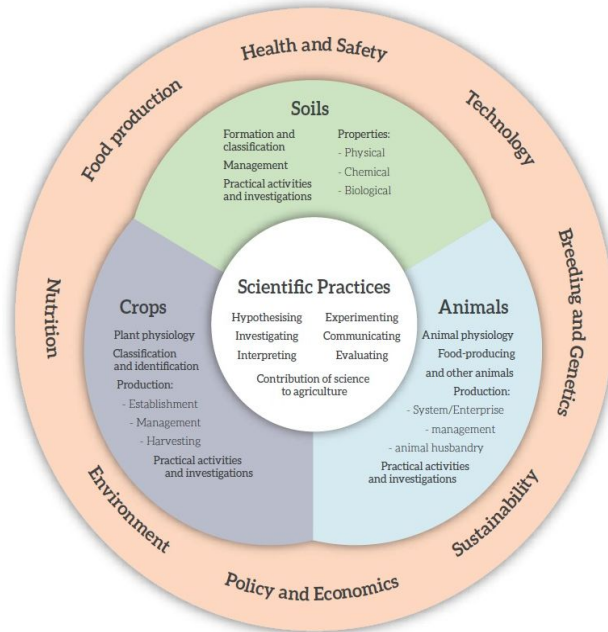 Health and Safety
Food production
Technology
Nutrition
Breeding and Genetics
Environment
Sustainability
Policy and Economics
Soils
Formation and
classification
Management
Practical activities
and investigations
Properties:
- Physical
- Chemical
- Biological
Scientific Practices
Hypothesising
Investigating
Interpreting
Experimenting
Communicating
Evaluating
Contribution of science
to agriculture
Crops
Plant physiology
Classification
and identification
Production:
- Establishment
- Management
- Harvesting
Practical activities
and investigations
Animals
Animal physiology
Food-producing
and other animals
Production:
- System/Enterprise
- management
- animal husbandry
Practical activities
and investigations